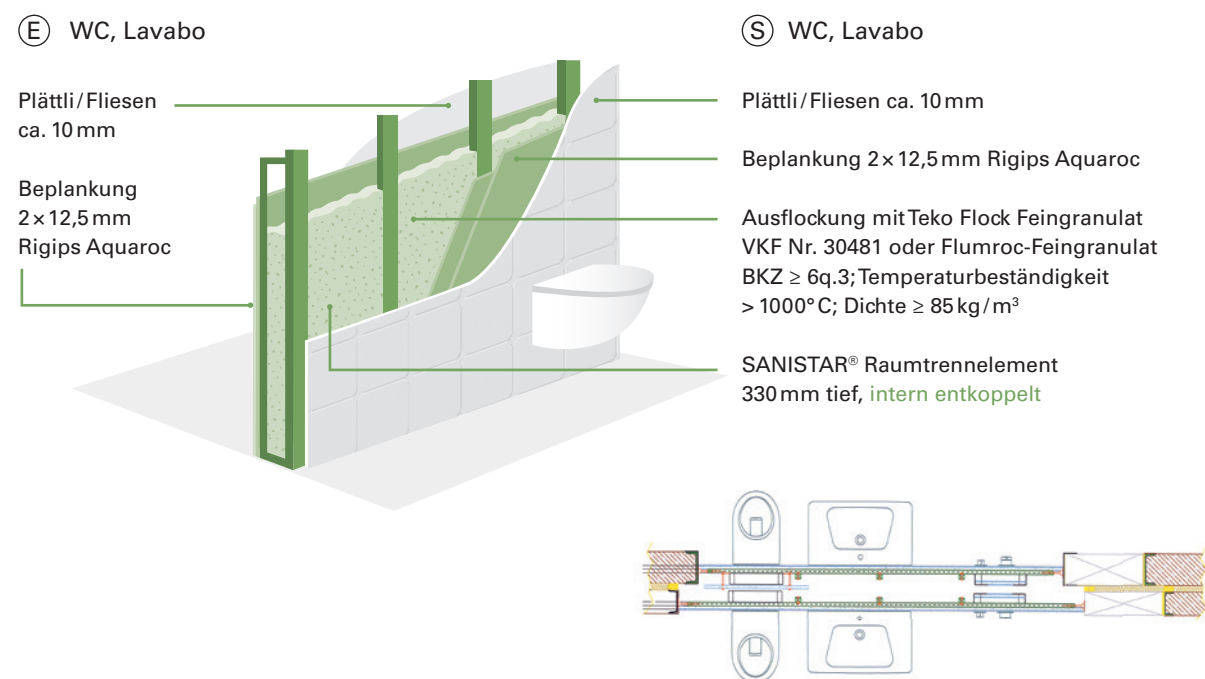 E WC, Lavabo
Plättli/Fliesen
ca. 10 mm
Beplankung
2 × 12,5 mm
Rigips Aquaroc
S WC, Lavabo
Plättli/Fliesen ca. 10 mm
Beplankung 2 × 12,5 mm Rigips Aquaroc
Ausflockung mit Teko Flock Feingranulat
VKF Nr. 30481 oder Flumroc-Feingranulat
BKZ ≥ 6q.3; Temperaturbeständigkeit
> 1000° C; Dichte ≥ 85 kg/m³
SANISTAR® Raumtrennelement
330 mm tief, intern entkoppelt